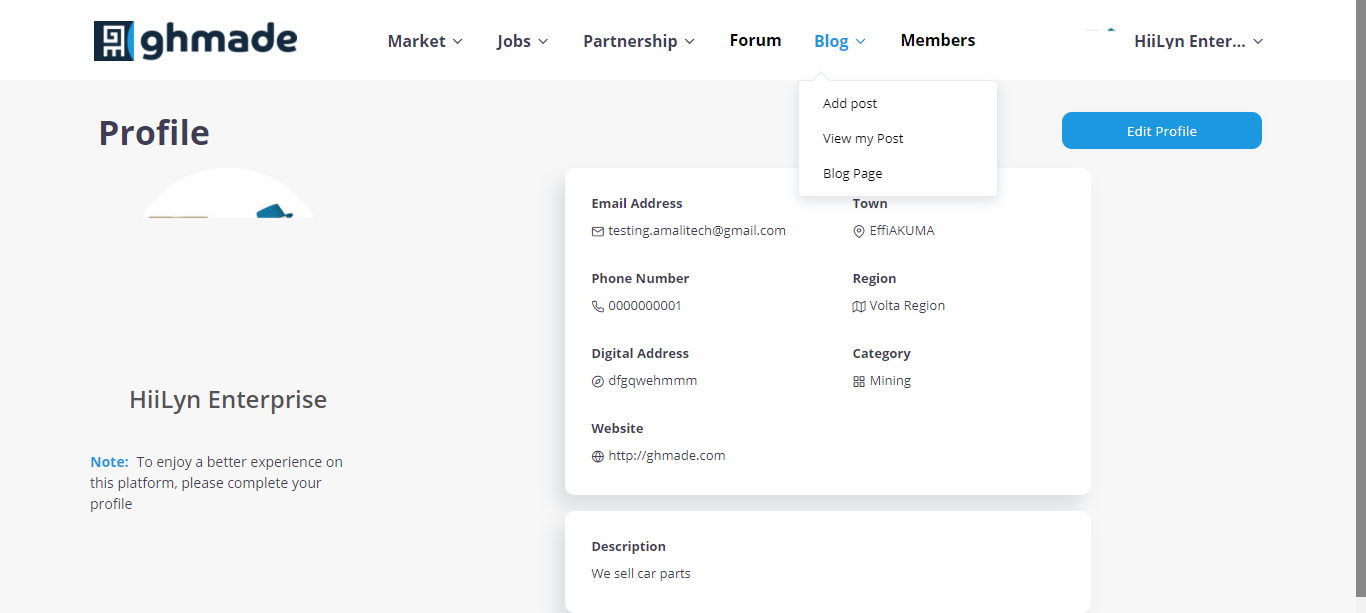 ghmade
Market
Jobs
Partnership
Forum
Blog
Members
HiiLyn Enter...
Add post
View my Post
Blog Page
Profile
Edit Profile
HiiLyn Enterprise
Note: To enjoy a better experience on
this platform, please complete your
profile
Email Address
testing.amalitech@gmail.com
Town
EffiAKUMA
Phone Number
0000000001
Region
Volta Region
Digital Address
dfgqwehmmm
Category
Mining
Website
http://ghmade.com
Description
We sell car parts